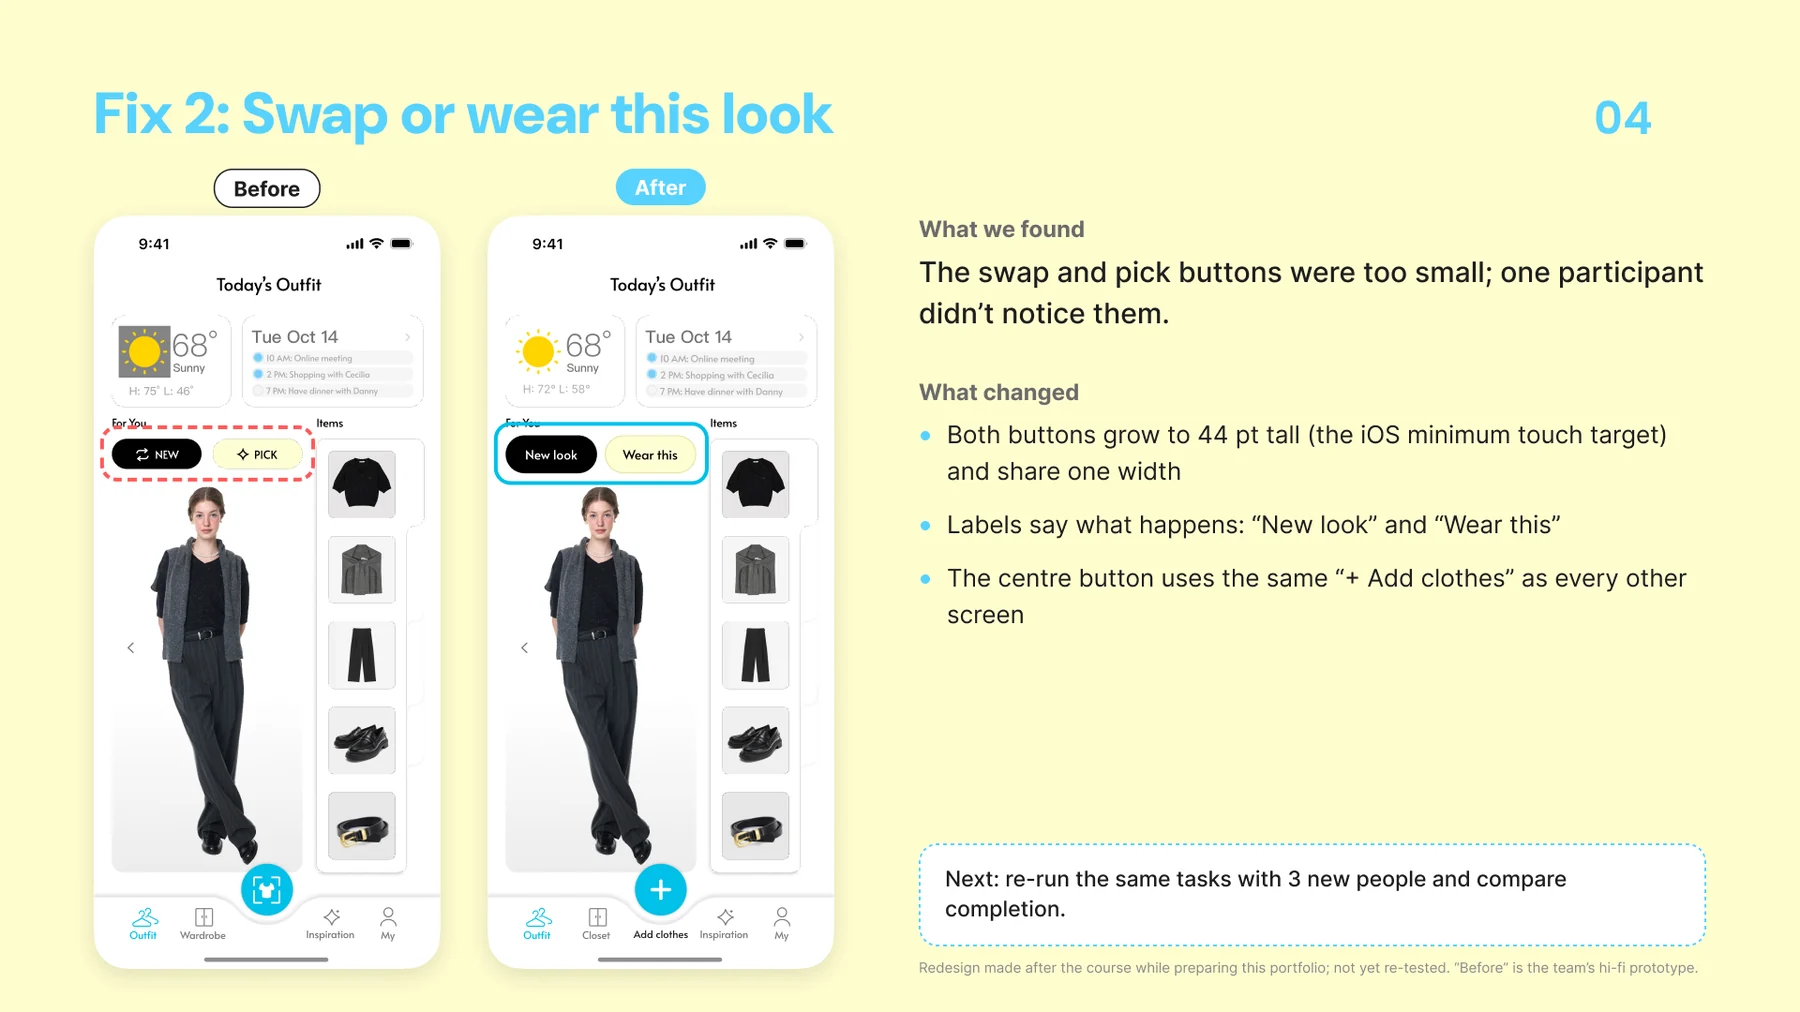 Fix 2: Swap or wear this look
04
Before
After
9:41
Today's Outfit
68°
Sunny
H: 75° L: 46°
Tue Oct 14
10 AM: Online meeting
2 PM: Shopping with Cecilia
7 PM: Have dinner with Danny
For You
Items
NEW
PICK
Outfit
Wardrobe
Inspiration
My
9:41
Today's Outfit
68°
Sunny
H: 72° L: 58°
Tue Oct 14
10 AM: Online meeting
2 PM: Shopping with Cecilia
7 PM: Have dinner with Danny
For You
Items
New look
Wear this
Outfit
Closet
Add clothes
Inspiration
My
What we found
The swap and pick buttons were too small; one participant
didn’t notice them.
What changed
• Both buttons grow to 44 pt tall (the iOS minimum touch target)
and share one width
• Labels say what happens: “New look” and “Wear this”
• The centre button uses the same “+ Add clothes” as every other
screen
Next: re-run the same tasks with 3 new people and compare
completion.
Redesign made after the course while preparing this portfolio; not yet re-tested. “Before” is the team’s hi-fi prototype.